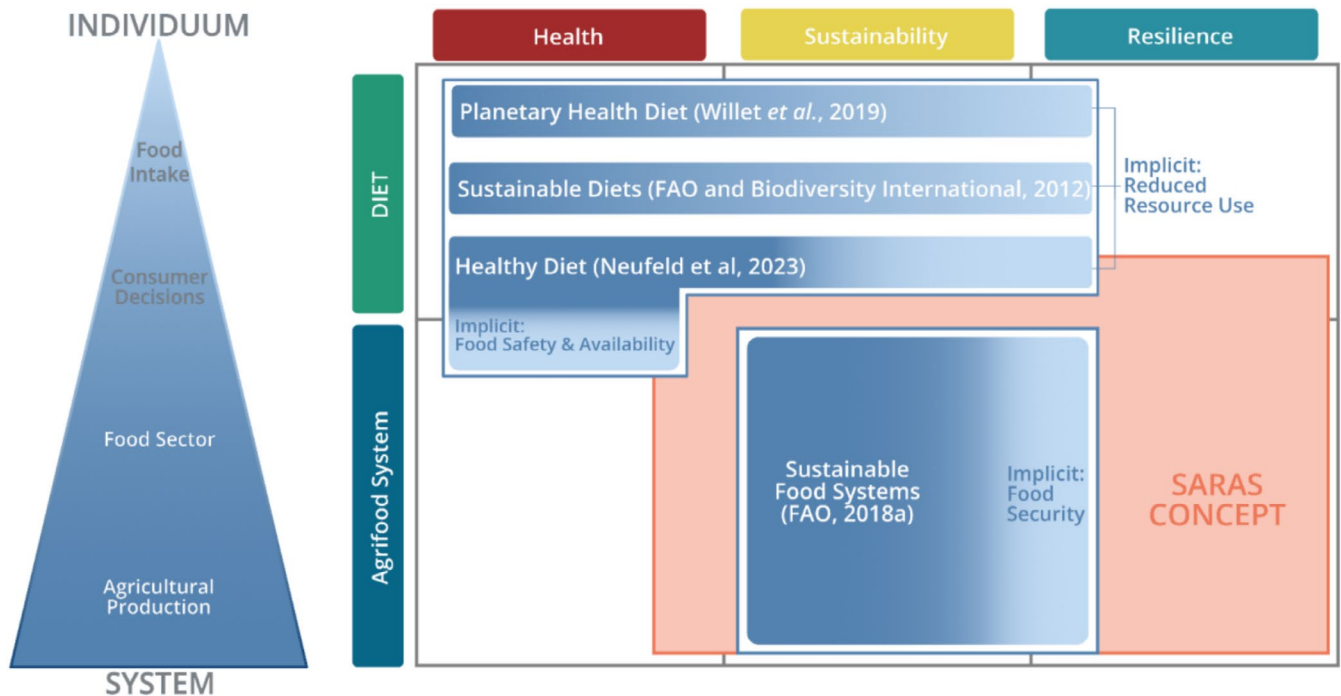 INDIVIDUUM
Food
Intake
Consumer
Decisions
Food Sector
Agricultural
Production
SYSTEM
Health
Sustainability
Resilience
DIET
Planetary Health Diet (Willet et al., 2019)
Sustainable Diets (FAO and Biodiversity International, 2012)
Healthy Diet (Neufeld et al, 2023)
Implicit:
Food Safety & Availability
Implicit:
Reduced
Resource Use
Agrifood System
Sustainable
Food Systems
(FAO, 2018a)
Implicit:
Food
Security
SARAS
CONCEPT